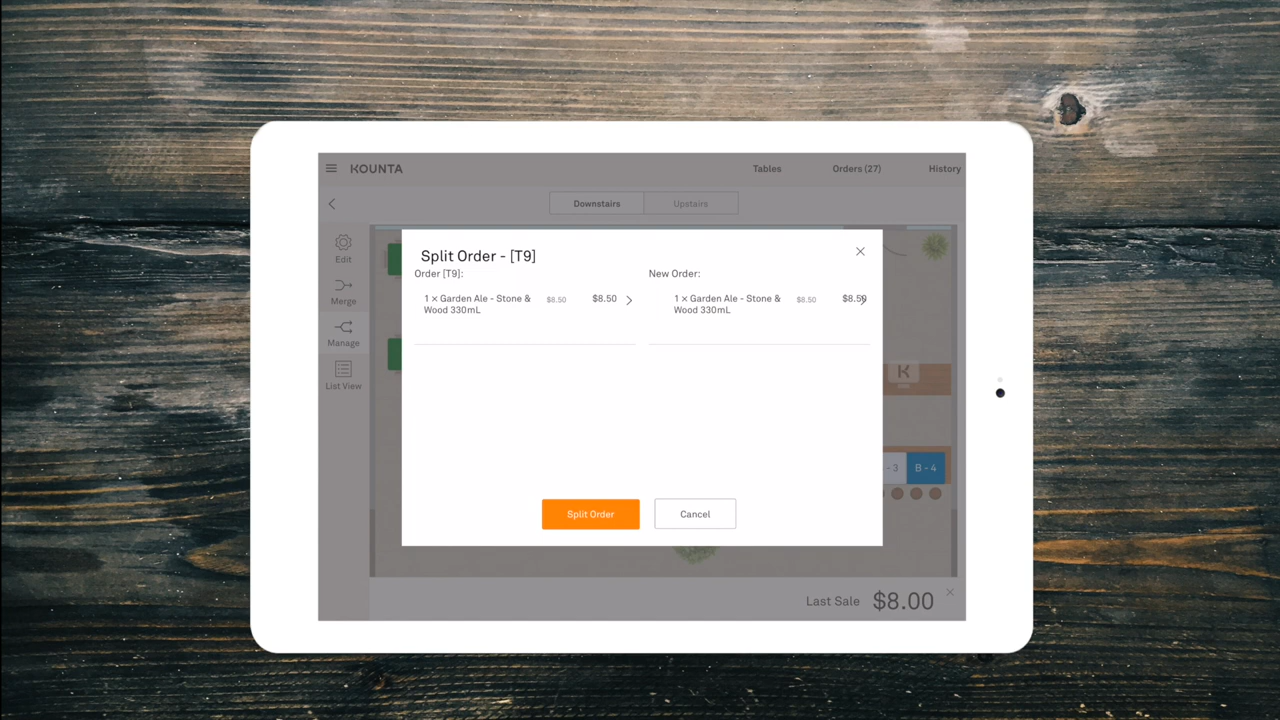 KOUNTA
Tables
Orders (27)
History
Downstairs
Upstairs
Edit
Merge
Manage
List View
Split Order - [T9]
Order [T9]:
1 × Garden Ale - Stone & $8.50 $8.50
Wood 330mL
New Order:
1 × Garden Ale - Stone & $8.50 $8.50
Wood 330mL
K
- 3
B - 4
Split Order
Cancel
Last Sale $8.00